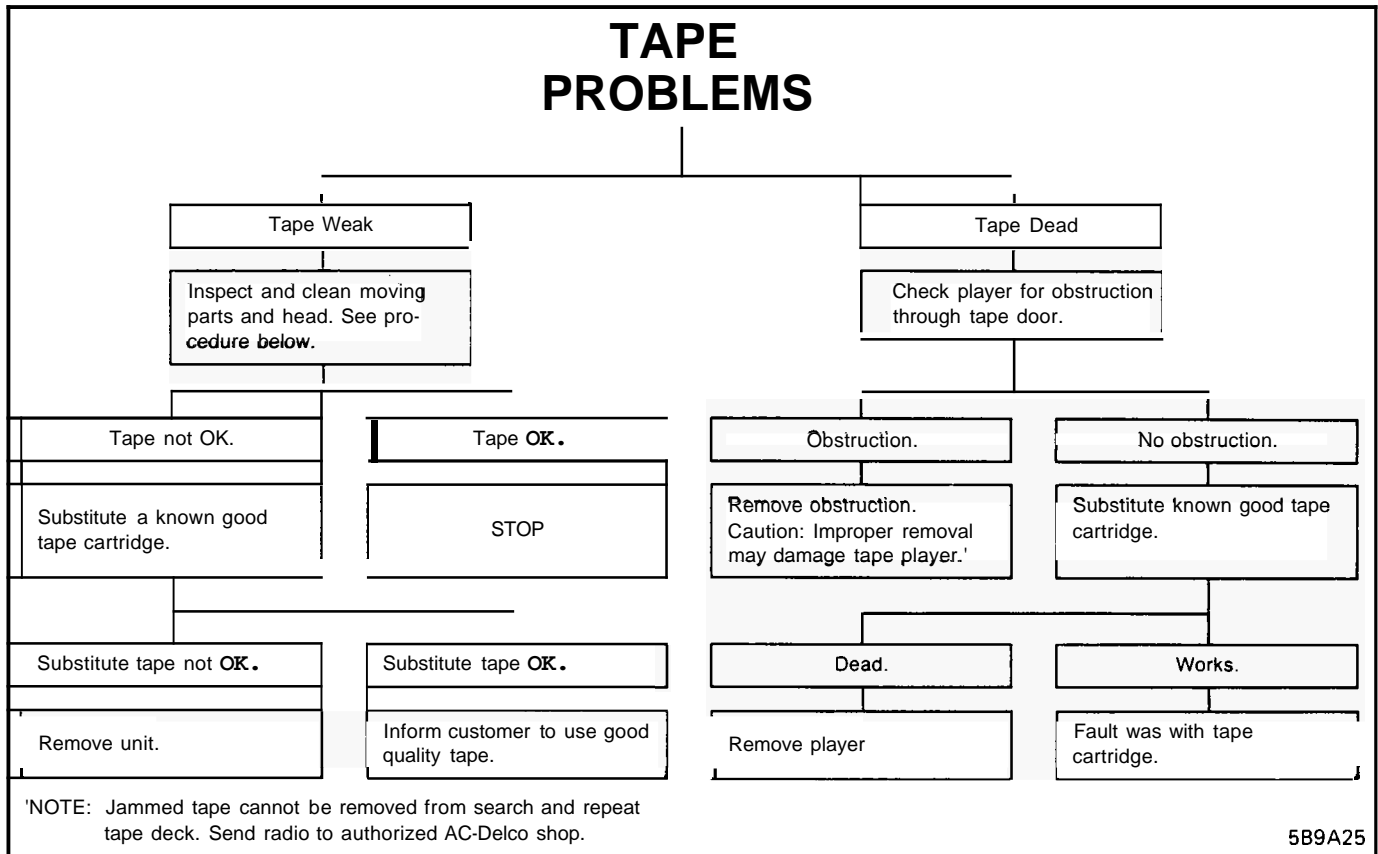 TAPE
PROBLEMS
Tape Weak
Tape Dead
Inspect and clean moving
parts and head. See pro-
cedure below.
Check player for obstruction
through tape door.
Tape not OK.
Tape OK.
Obstruction.
No obstruction.
Substitute a known good
tape cartridge.
STOP
Remove obstruction.
Caution: Improper removal
may damage tape player.'
Substitute known good tape
cartridge.
Substitute tape not OK.
Substitute tape OK.
Dead.
Works.
Remove unit.
Inform customer to use good
quality tape.
Remove player
Fault was with tape
cartridge.
'NOTE: Jammed tape cannot be removed from search and repeat
tape deck. Send radio to authorized AC-Delco shop.
5B9A25